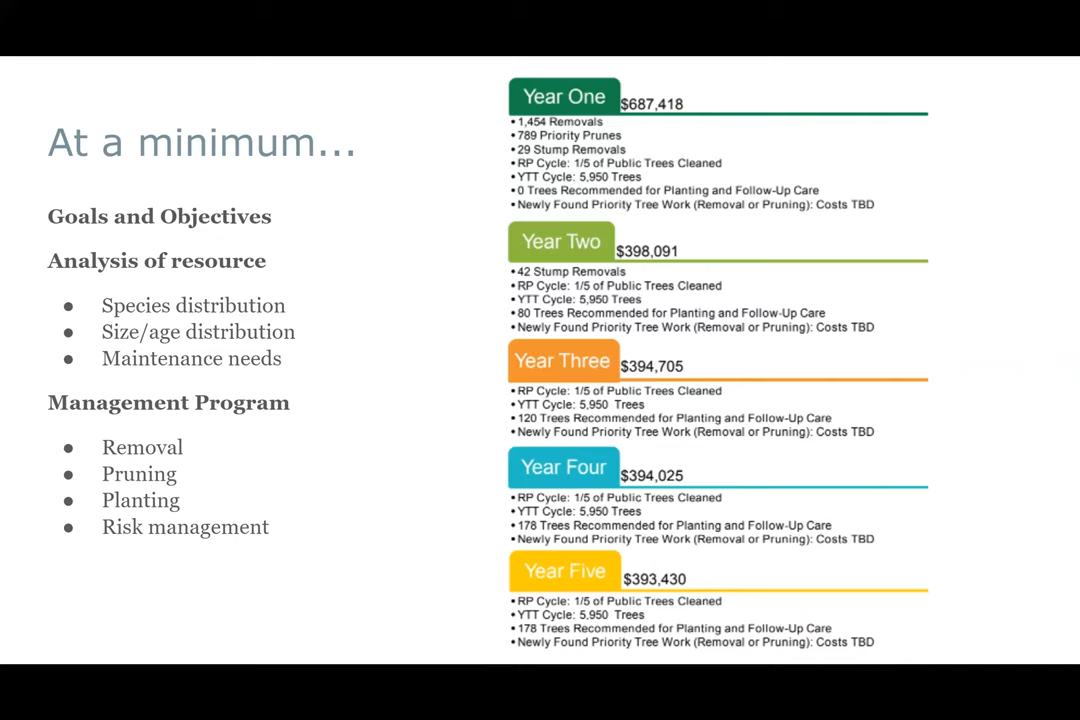 At a minimum...
Goals and Objectives
Analysis of resource
● Species distribution
● Size/age distribution
● Maintenance needs
Management Program
● Removal
● Pruning
● Planting
● Risk management
Year One $687,418
• 1,454 Removals
• 789 Priority Prunes
• 29 Stump Removals
• RP Cycle: 1/5 of Public Trees Cleaned
• YTT Cycle: 5,950 Trees
• 0 Trees Recommended for Planting and Follow-Up Care
• Newly Found Priority Tree Work (Removal or Pruning): Costs TBD
Year Two $398,091
• 42 Stump Removals
• RP Cycle: 1/5 of Public Trees Cleaned
• YTT Cycle: 5,950 Trees
• 80 Trees Recommended for Planting and Follow-Up Care
• Newly Found Priority Tree Work (Removal or Pruning): Costs TBD
Year Three $394,705
• RP Cycle: 1/5 of Public Trees Cleaned
• YTT Cycle: 5,950 Trees
• 120 Trees Recommended for Planting and Follow-Up Care
• Newly Found Priority Tree Work (Removal or Pruning): Costs TBD
Year Four $394,025
• RP Cycle: 1/5 of Public Trees Cleaned
• YTT Cycle: 5,950 Trees
• 178 Trees Recommended for Planting and Follow-Up Care
• Newly Found Priority Tree Work (Removal or Pruning): Costs TBD
Year Five $393,430
• RP Cycle: 1/5 of Public Trees Cleaned
• YTT Cycle: 5,950 Trees
• 178 Trees Recommended for Planting and Follow-Up Care
• Newly Found Priority Tree Work (Removal or Pruning): Costs TBD